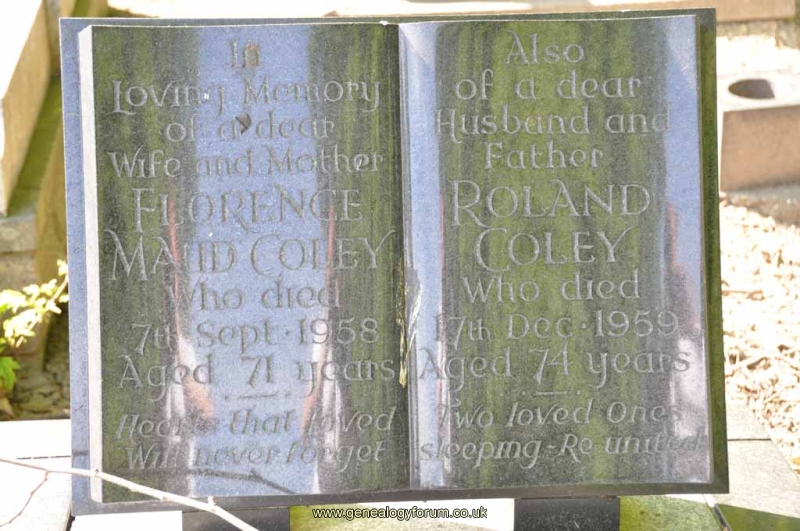 In
Loving Memory
of a dear
Wife and Mother
FLORENCE
MAUD COLEY
Who died
7th Sept · 1958
Aged 71 years
Hearts that loved
Will never forget
Also
of a dear
Husband and
Father
ROLAND
COLEY
Who died
17th Dec · 1959
Aged 74 years
Two loved Ones
sleeping - Re-united
www.genealogyforum.co.uk